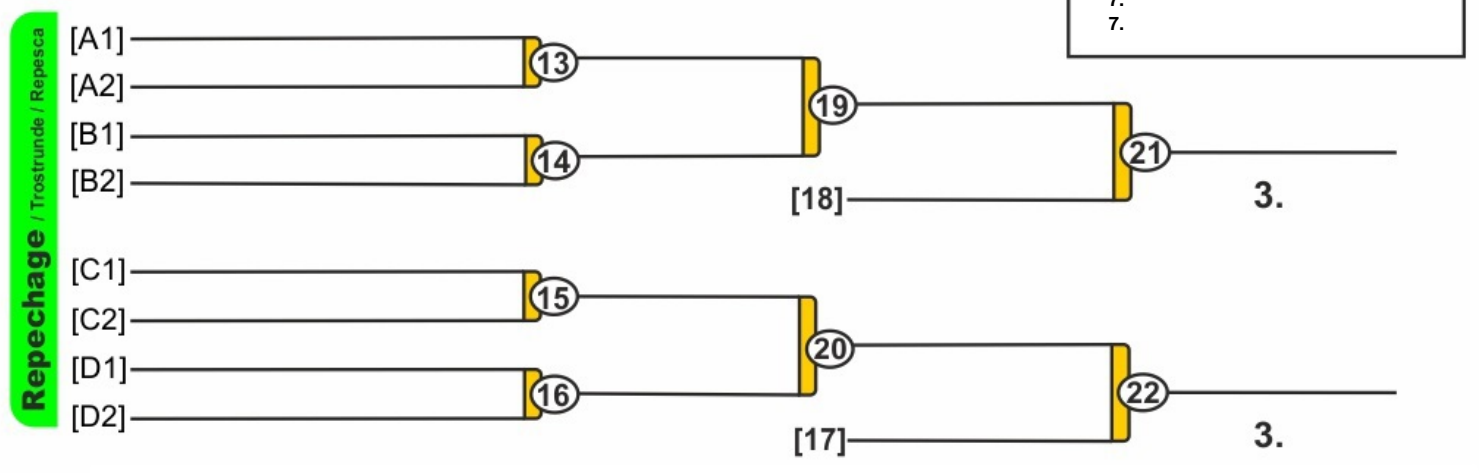 7.
7.
Repechage / Trostrunde / Repesca
[A1]
13
[A2]
19
[B1]
14
21
[B2]
[18]
3.
[C1]
15
[C2]
20
[D1]
16
22
[D2]
[17]
3.